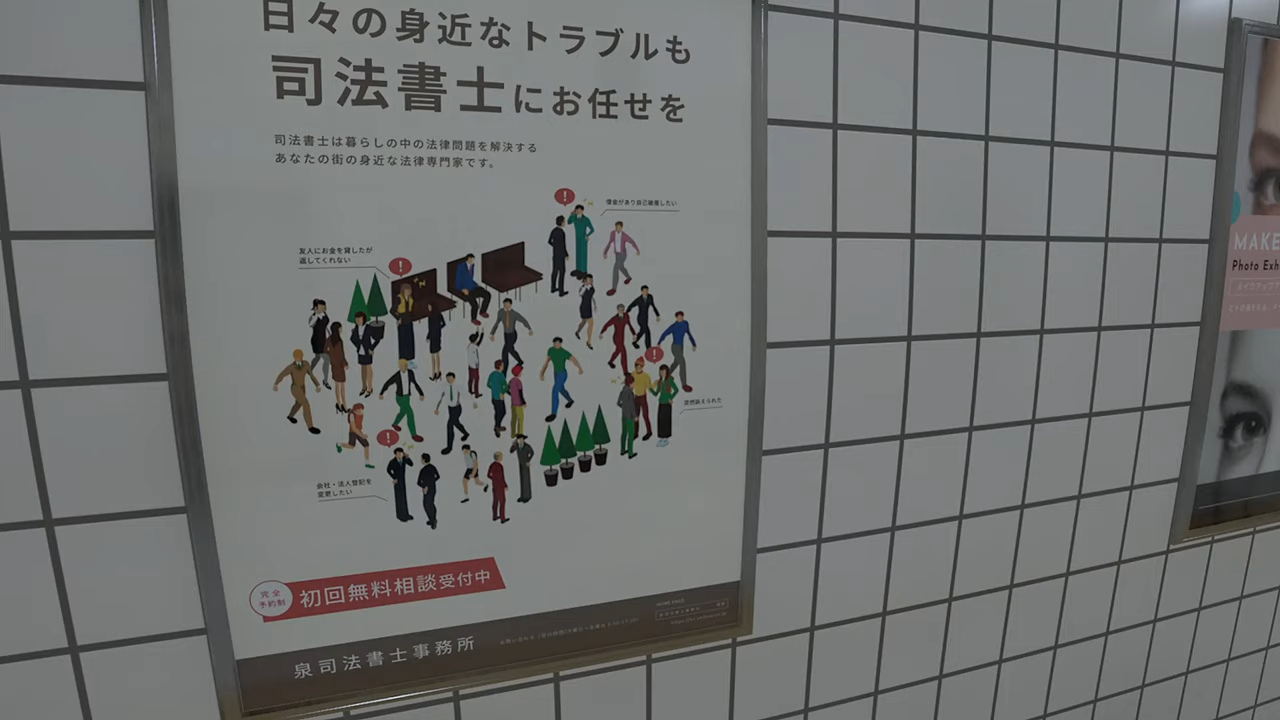 日々の身近なトラブルも
司法書士にお任せを
司法書士は暮らしの中の法律問題を解決する
あなたの街の身近な法律専門家です。
借金があり自己破産したい
友人にお金を貸したが
返してくれない
突然訴えられた
会社・法人登記を
変更したい
完全
予約制
初回無料相談受付中
泉司法書士事務所
HOME PAGE
MAKE
Photo Exh